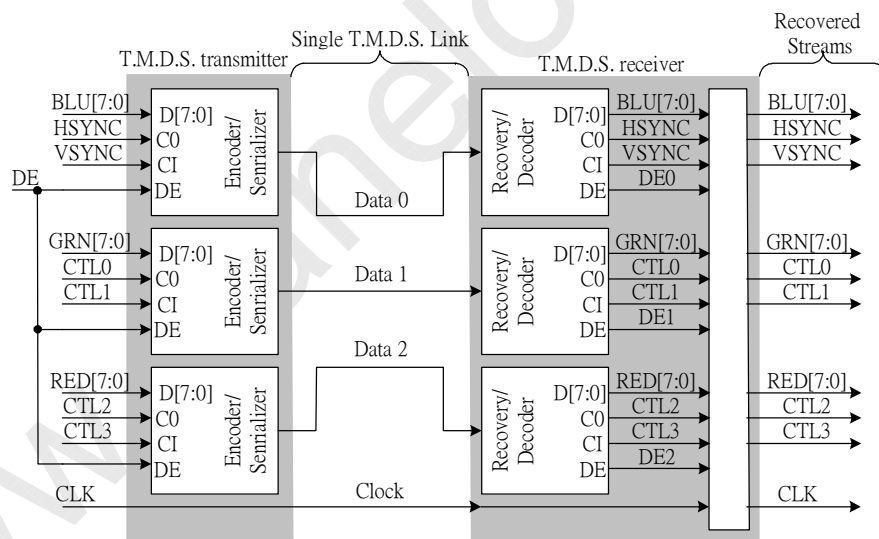 Recovered
Streams
Single T.M.D.S. Link
T.M.D.S. transmitter
T.M.D.S. receiver
BLU[7:0]
HSYNC
VSYNC
DE
D[7:0]
C0
CI
DE
Encoder/
Senrializer
Data 0
Recovery/
Decoder
D[7:0]
C0
CI
DE
BLU[7:0]
HSYNC
VSYNC
DE0
BLU[7:0]
HSYNC
VSYNC
GRN[7:0]
CTL0
CTL1
D[7:0]
C0
CI
DE
Encoder/
Senrializer
Data 1
Recovery/
Decoder
D[7:0]
C0
CI
DE
GRN[7:0]
CTL0
CTL1
DE1
GRN[7:0]
CTL0
CTL1
RED[7:0]
CTL2
CTL3
D[7:0]
C0
CI
DE
Encoder/
Senrializer
Data 2
Recovery/
Decoder
D[7:0]
C0
CI
DE
RED[7:0]
CTL2
CTL3
DE2
RED[7:0]
CTL2
CTL3
CLK
Clock
CLK